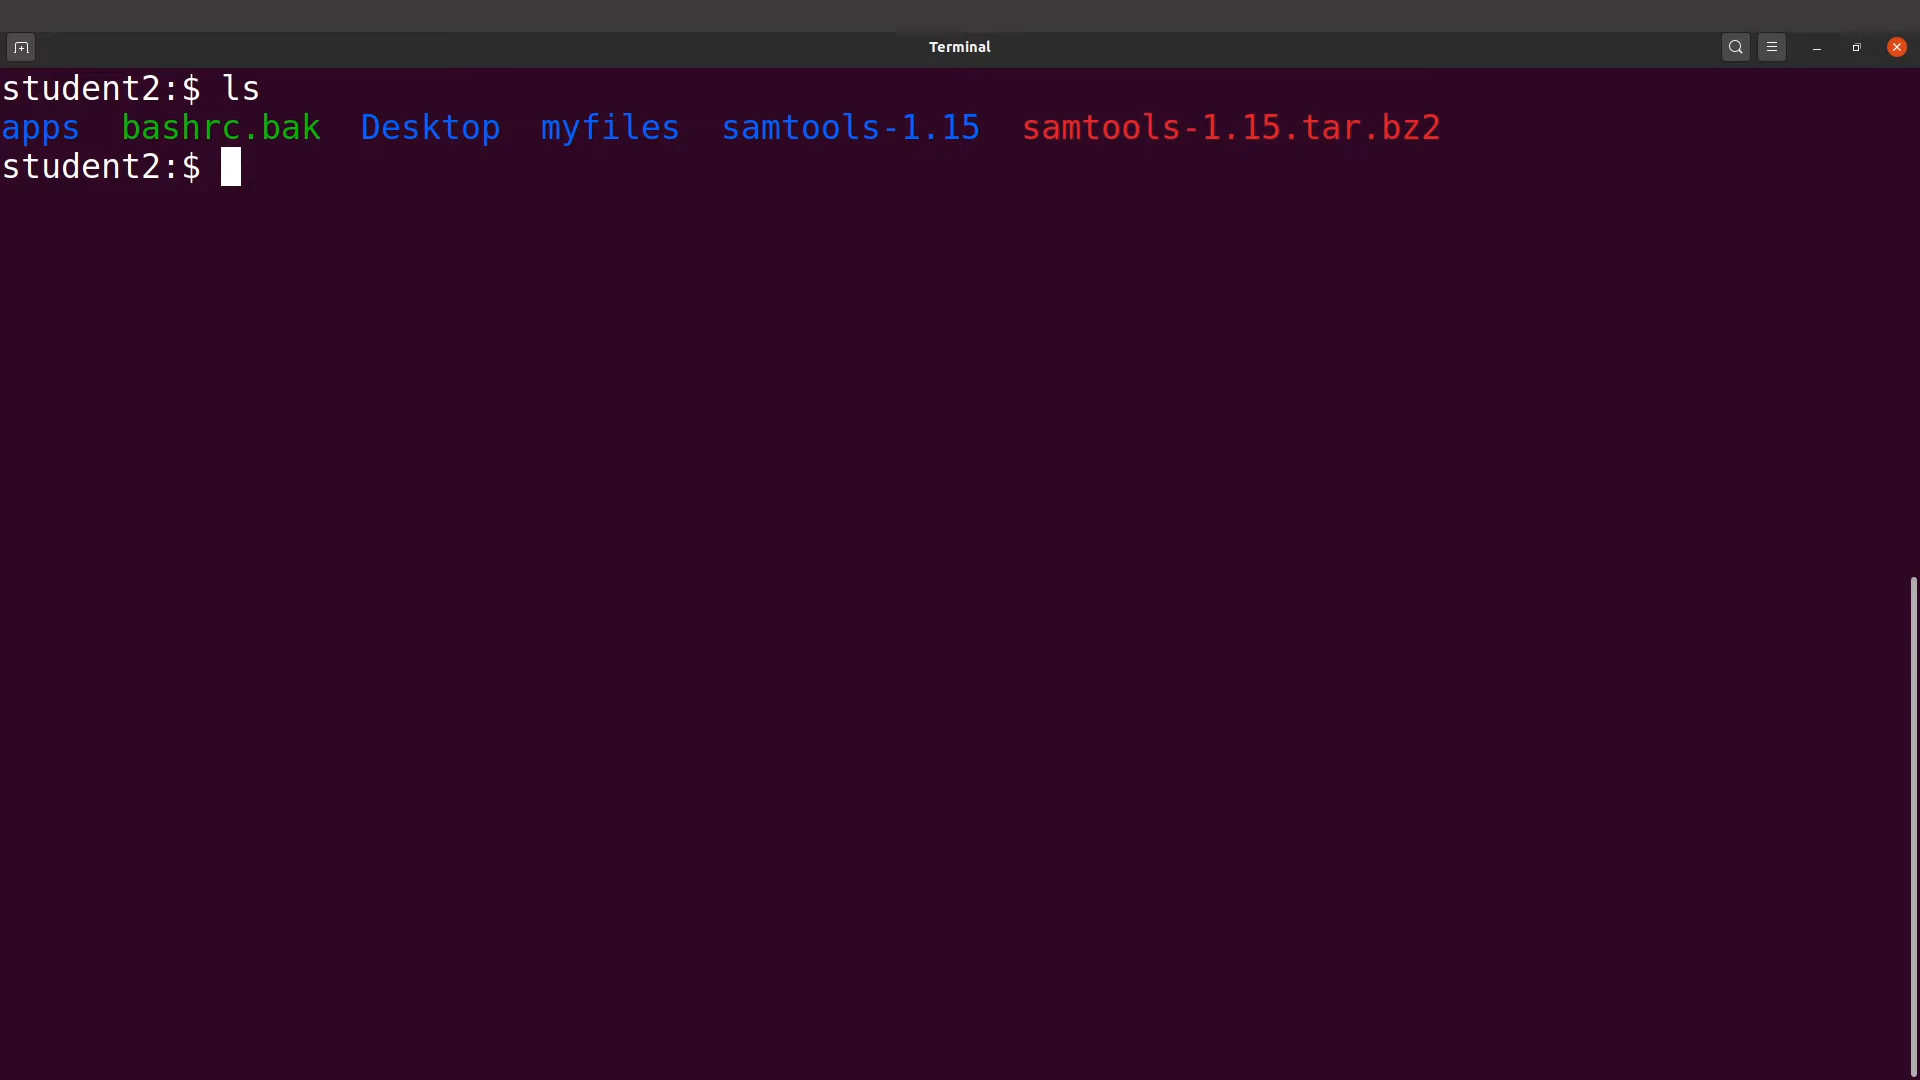 Terminal
student2:$ ls
apps  bashrc.bak  Desktop  myfiles  samtools-1.15  samtools-1.15.tar.bz2
student2:$